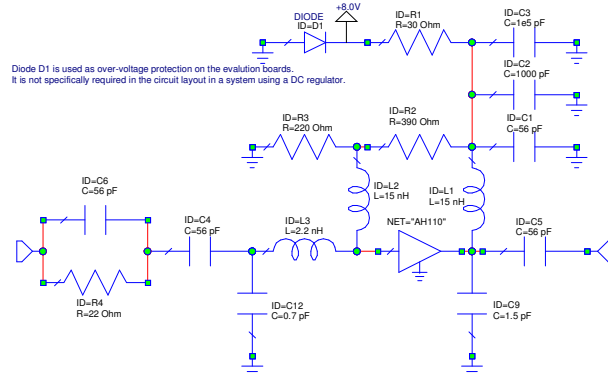 +8.0V
DIODE
ID=D1
ID=R1
R=30 Ohm
ID=C3
C=1e5 pF
Diode D1 is used as over-voltage protection on the evalution boards.
It is not specifically required in the circuit layout in a system using a DC regulator.
ID=C2
C=1000 pF
ID=R3
R=220 Ohm
ID=R2
R=390 Ohm
ID=C1
C=56 pF
ID=L2
L=15 nH
ID=L1
L=15 nH
ID=C6
C=56 pF
ID=C4
C=56 pF
ID=L3
L=2.2 nH
NET="AH110"
ID=C5
C=56 pF
ID=R4
R=22 Ohm
ID=C12
C=0.7 pF
ID=C9
C=1.5 pF